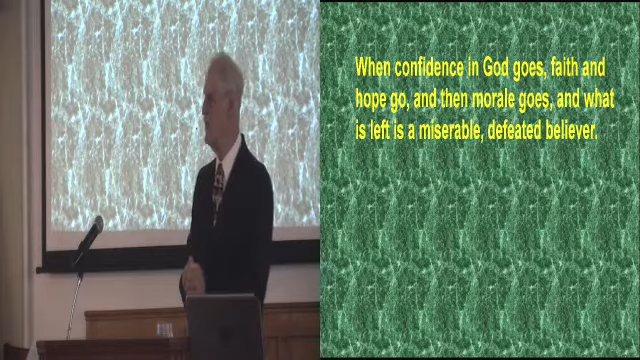 When confidence in God goes, faith and
hope go, and then morale goes, and what
is left is a miserable, defeated believer.